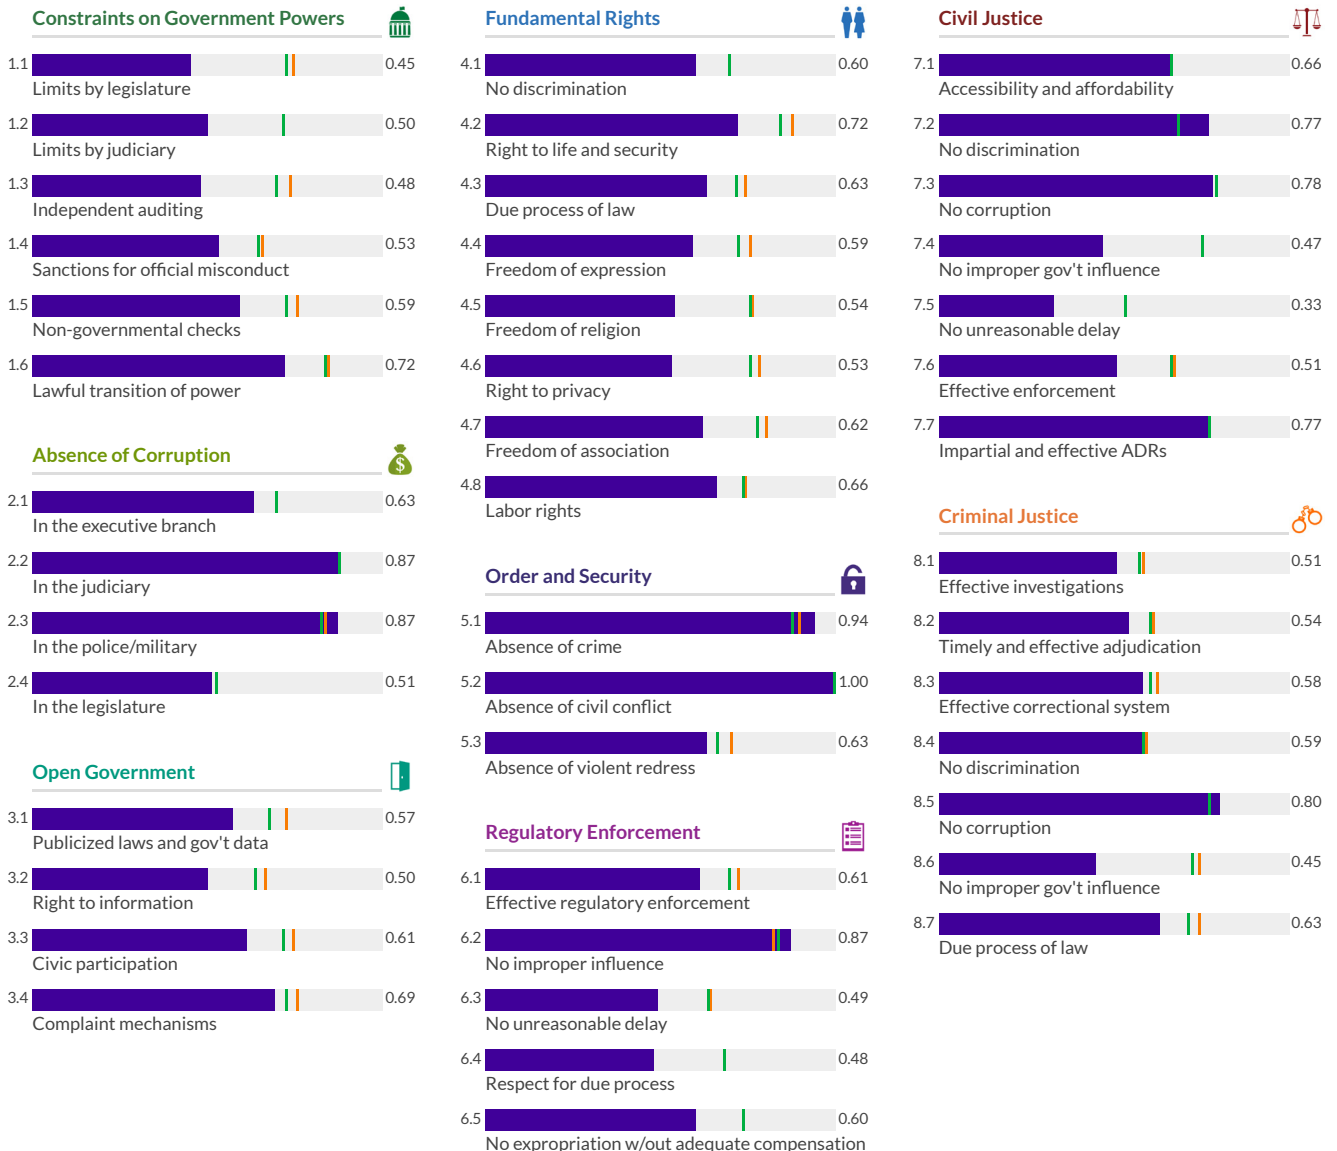 Constraints on Government Powers
1.1 0.45
Limits by legislature
1.2 0.50
Limits by judiciary
1.3 0.48
Independent auditing
1.4 0.53
Sanctions for official misconduct
1.5 0.59
Non-governmental checks
1.6 0.72
Lawful transition of power
Absence of Corruption
$
2.1 0.63
In the executive branch
2.2 0.87
In the judiciary
2.3 0.87
In the police/military
2.4 0.51
In the legislature
Open Government
3.1 0.57
Publicized laws and gov't data
3.2 0.50
Right to information
3.3 0.61
Civic participation
3.4 0.69
Complaint mechanisms
Fundamental Rights
4.1 0.60
No discrimination
4.2 0.72
Right to life and security
4.3 0.63
Due process of law
4.4 0.59
Freedom of expression
4.5 0.54
Freedom of religion
4.6 0.53
Right to privacy
4.7 0.62
Freedom of association
4.8 0.66
Labor rights
Order and Security
5.1 0.94
Absence of crime
5.2 1.00
Absence of civil conflict
5.3 0.63
Absence of violent redress
Regulatory Enforcement
6.1 0.61
Effective regulatory enforcement
6.2 0.87
No improper influence
6.3 0.49
No unreasonable delay
6.4 0.48
Respect for due process
6.5 0.60
No expropriation w/out adequate compensation
Civil Justice
7.1 0.66
Accessibility and affordability
7.2 0.77
No discrimination
7.3 0.78
No corruption
7.4 0.47
No improper gov't influence
7.5 0.33
No unreasonable delay
7.6 0.51
Effective enforcement
7.7 0.77
Impartial and effective ADRs
Criminal Justice
8.1 0.51
Effective investigations
8.2 0.54
Timely and effective adjudication
8.3 0.58
Effective correctional system
8.4 0.59
No discrimination
8.5 0.80
No corruption
8.6 0.45
No improper gov't influence
8.7 0.63
Due process of law